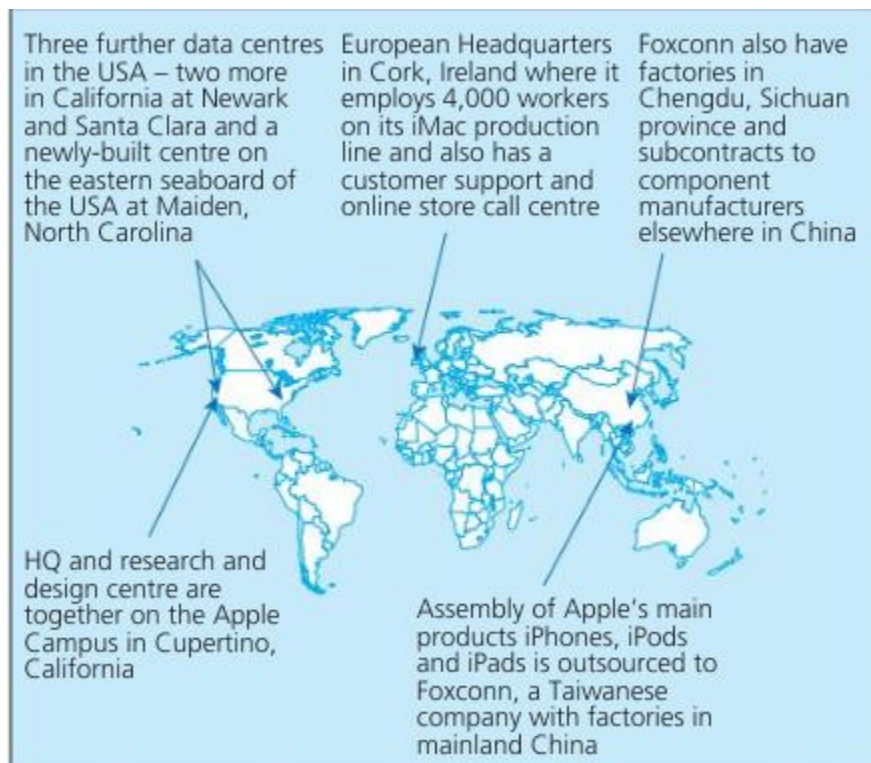 Three further data centres
in the USA – two more
in California at Newark
and Santa Clara and a
newly-built centre on
the eastern seaboard of
the USA at Maiden,
North Carolina
European Headquarters
in Cork, Ireland where it
employs 4,000 workers
on its iMac production
line and also has a
customer support and
online store call centre
Foxconn also have
factories in
Chengdu, Sichuan
province and
subcontracts to
component
manufacturers
elsewhere in China
HQ and research and
design centre are
together on the Apple
Campus in Cupertino,
California
Assembly of Apple's main
products iPhones, iPods
and iPads is outsourced to
Foxconn, a Taiwanese
company with factories in
mainland China